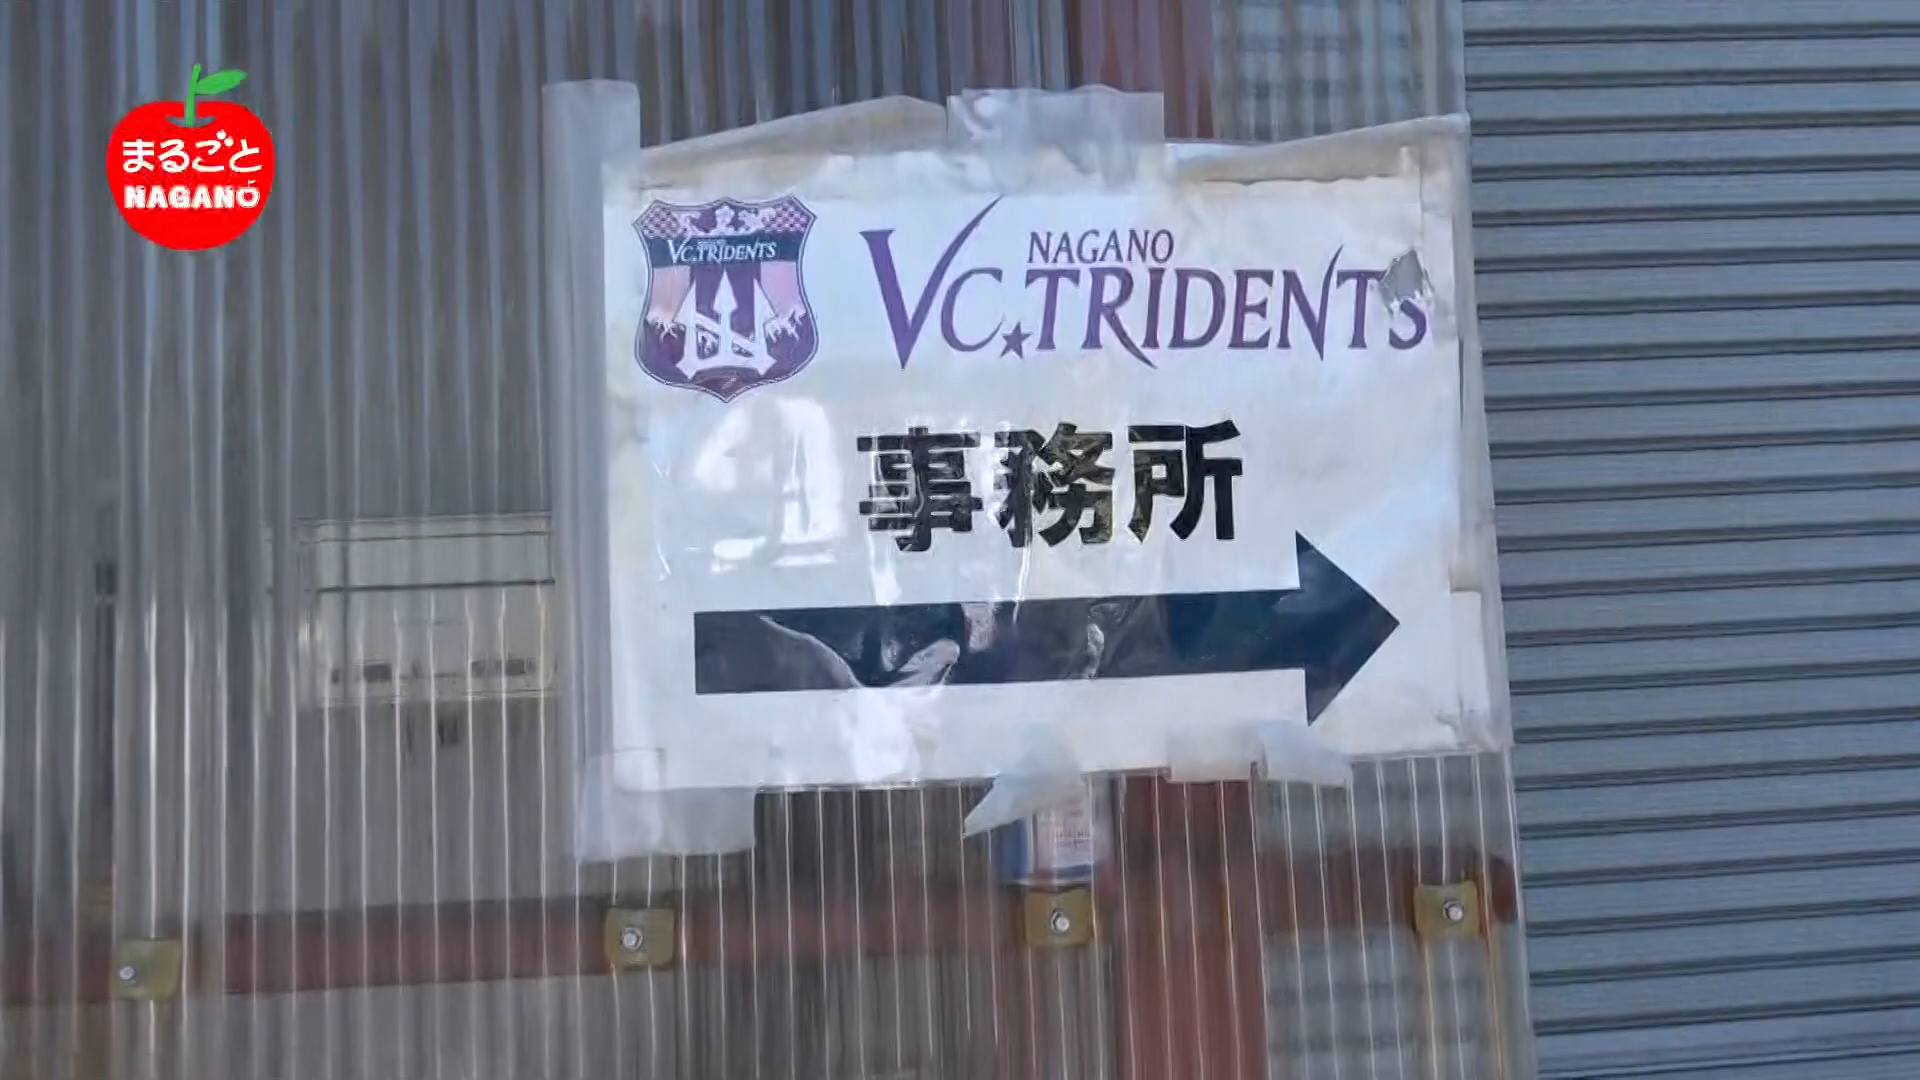 まるごと
NAGANO
VC.TRIDENTS
NAGANO
VC★TRIDENTS
事務所